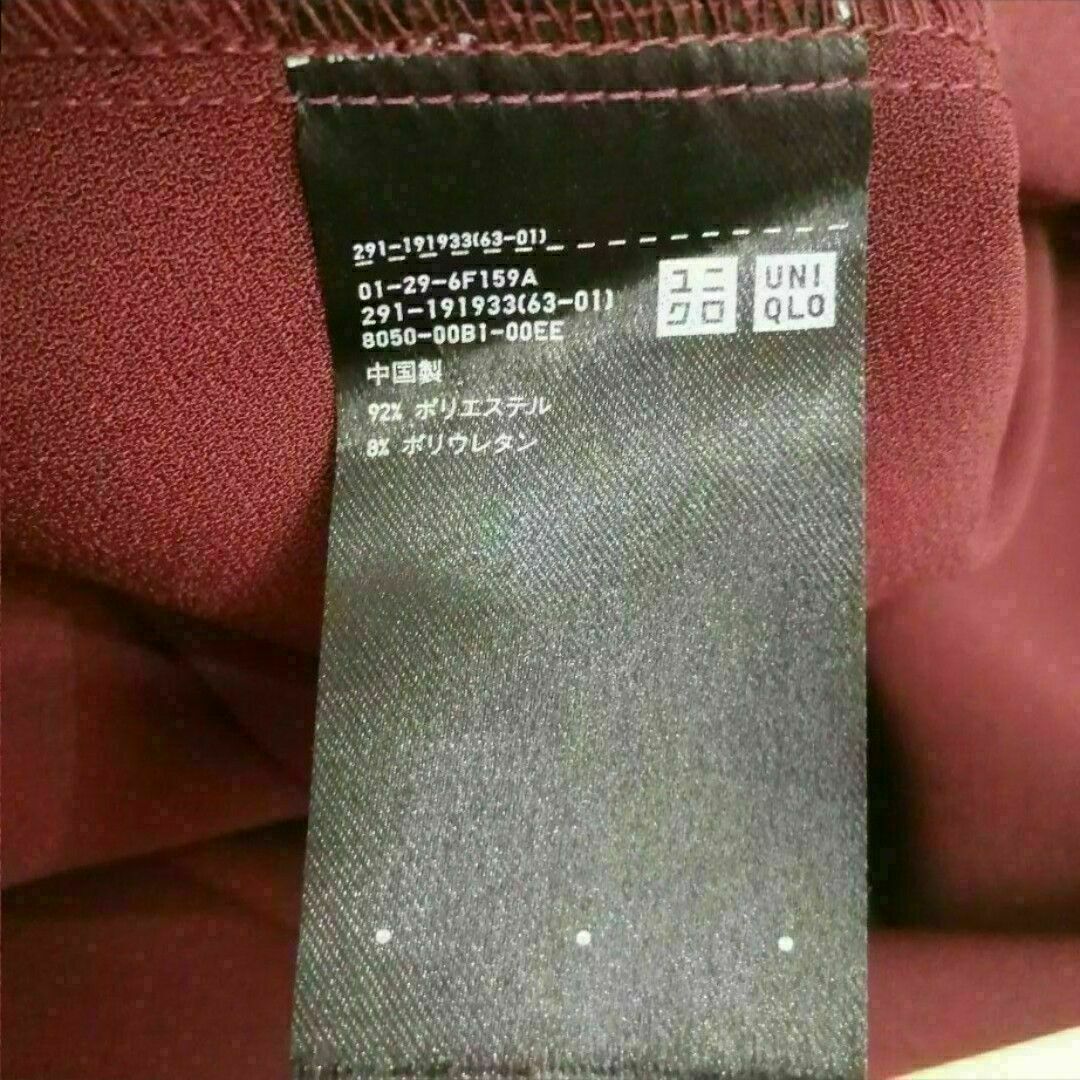 291-191933(63-01)
01-29-6F159A
291-191933(63-01)
8050-00B1-00EE
中国製
92% ポリエステル
8% ポリウレタン
ユニ
クロ
UNI
QLO